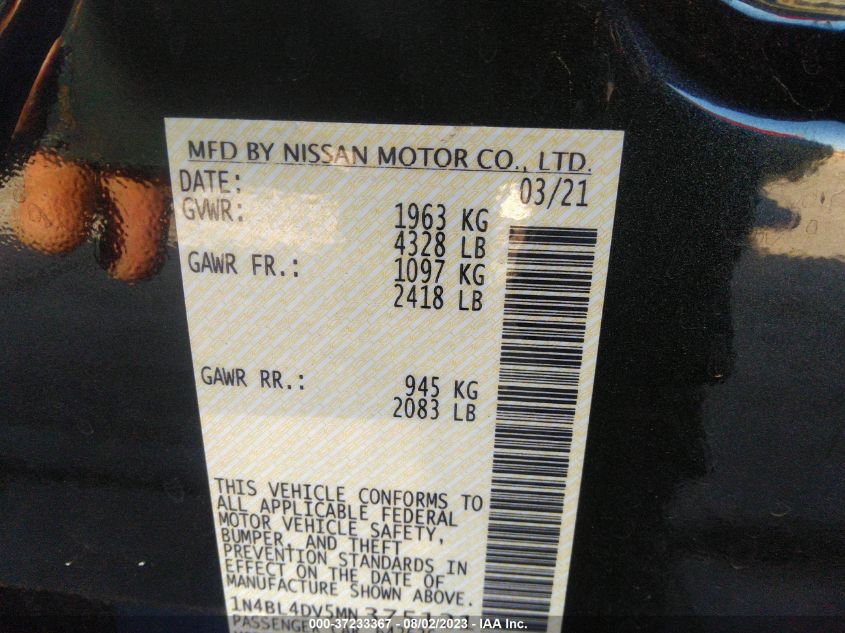 MFD BY NISSAN MOTOR CO., LTD.
DATE: 03/21
GVWR: 1963 KG
4328 LB
GAWR FR.: 1097 KG
2418 LB
GAWR RR.: 945 KG
2083 LB
THIS VEHICLE CONFORMS TO
ALL APPLICABLE FEDERAL
MOTOR VEHICLE SAFETY,
BUMPER, AND THEFT
PREVENTION STANDARDS IN
EFFECT ON THE DATE OF
MANUFACTURE SHOWN ABOVE.
PASSENGER
000-37233367 - 08/02/2023 - IAA Inc.